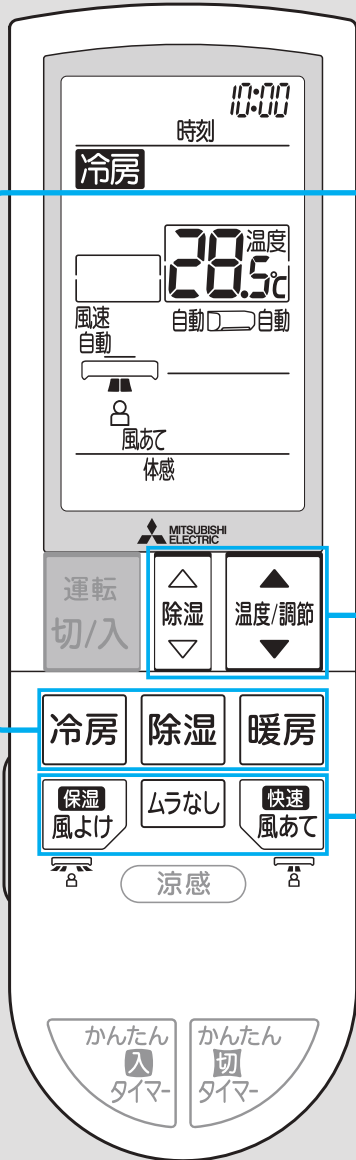 10:00
時刻
冷房
温度
28.5℃
風速
自動
自動 自動
風あて
体感
MITSUBISHI
ELECTRIC
運転
切/入
△
除湿
▽
▲
温度/調節
▼
冷房 除湿 暖房
保湿
風よけ
ムラなし
快速
風あて
涼感
かんたん
入
タイマー
かんたん
切
タイマー